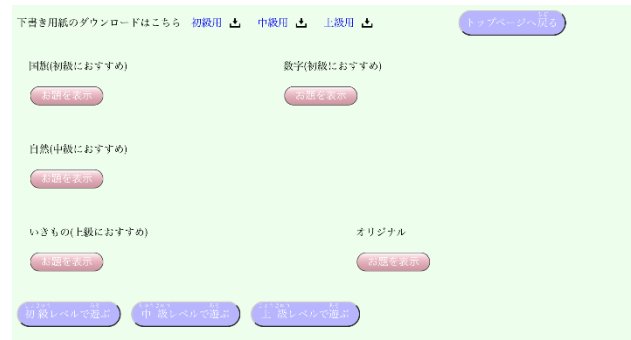 下書き用紙のダウンロードはこちら 初級用 中級用 上級用 トップページへ戻る
国旗(初級におすすめ) 数字(初級におすすめ)
お題を表示 お題を表示
自然(中級におすすめ)
お題を表示
いきもの(上級におすすめ) オリジナル
お題を表示 お題を表示
初級レベルで遊ぶ 中級レベルで遊ぶ 上級レベルで遊ぶ